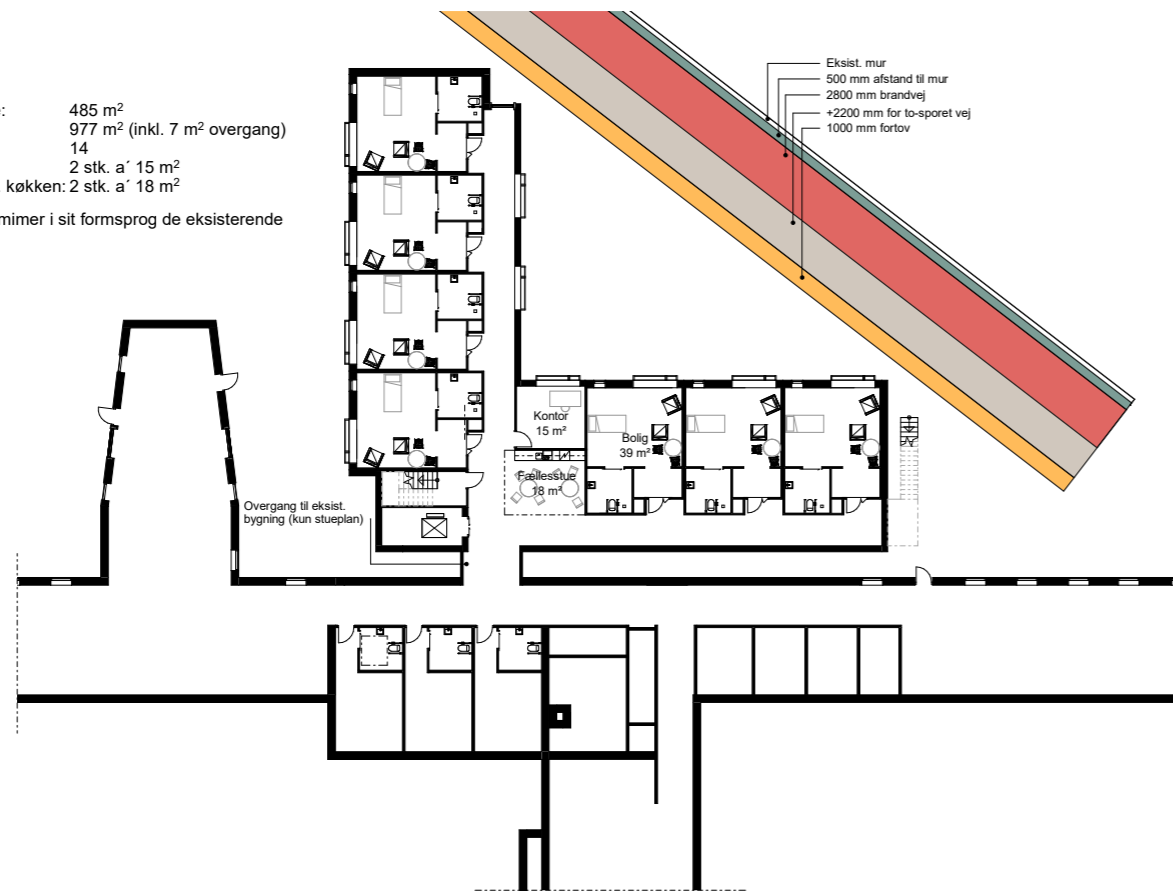 : 485 m²
977 m² (inkl. 7 m² overgang)
14
2 stk. a´ 15 m²
køkken: 2 stk. a´ 18 m²
mimer i sit formsprog de eksisterende
Eksist. mur
500 mm afstand til mur
2800 mm brandvej
+2200 mm for to-sporet vej
1000 mm fortov
Kontor
15 m²
Bolig
39 m²
Fællesstue
18 m²
Overgang til eksist.
bygning (kun stueplan)